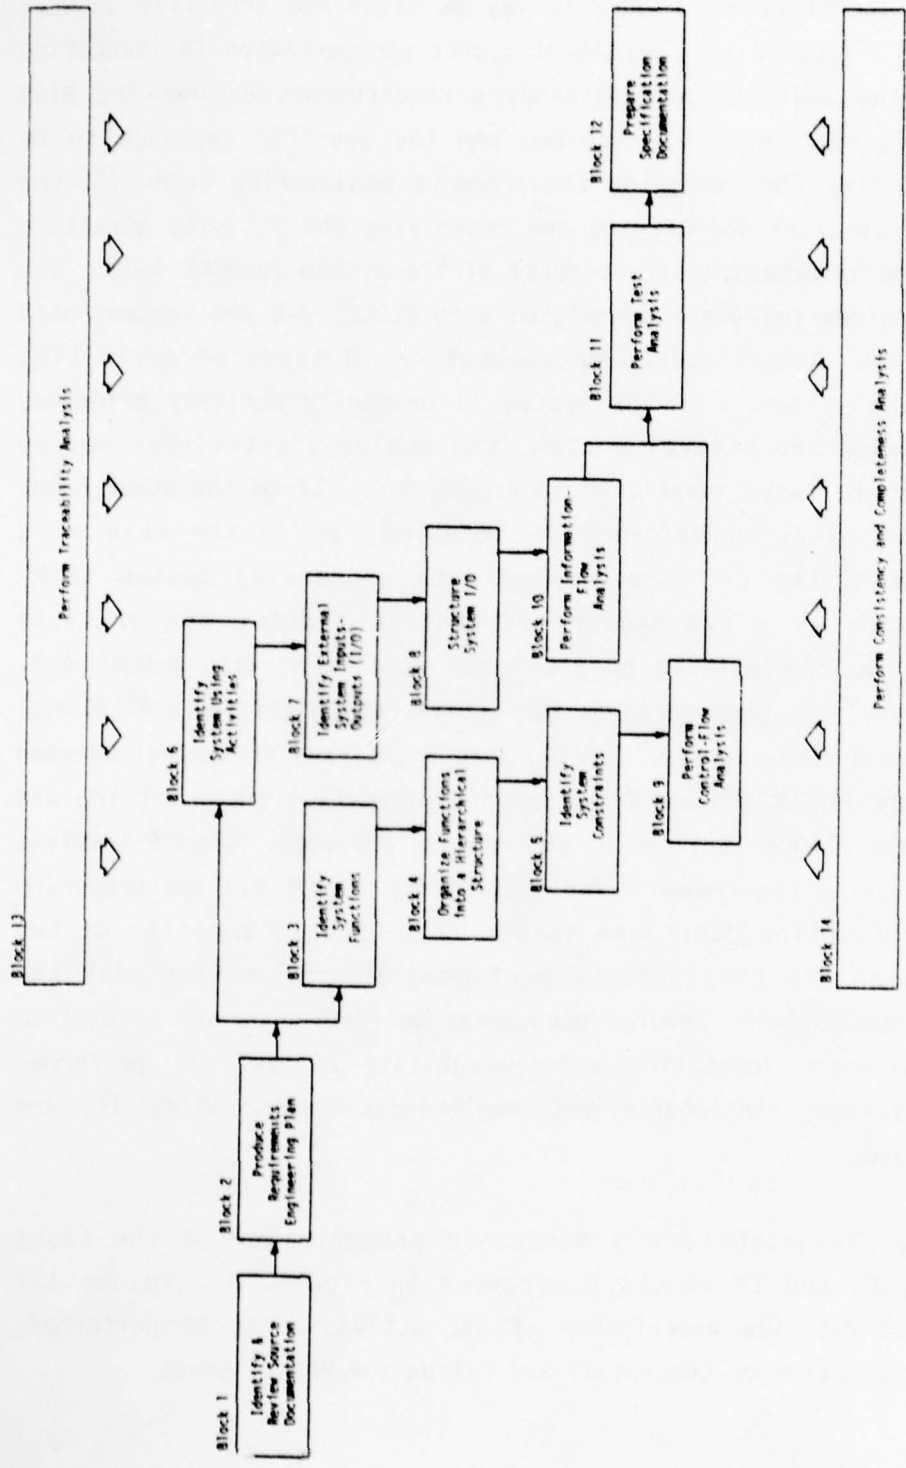 Block 13
Perform Traceability Analysis
Block 1
Identify &
Review Source
Documentation
Block 2
Produce
Requirements
Engineering Plan
Block 3
Identify
System
Functions
Block 4
Organize Functions
Into a Hierarchical
Structure
Block 5
Identify
System
Constraints
Block 6
Identify
System Using
Activities
Block 7
Identify External
System Inputs
Outputs (I/O)
Block 8
Structure
System I/O
Block 9
Perform
Control-flow
Analysis
Block 10
Perform Information
Flow
Analysis
Block 11
Perform Test
Analysis
Block 12
Prepare
Specification
Documentation
Block 14
Perform Consistency and Completeness Analysis